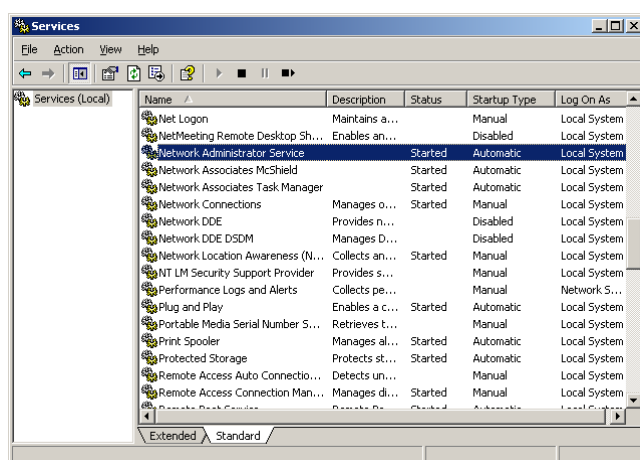 Services
File Action View Help
Services (Local)
Name Description Status Startup Type Log On As
Net Logon Maintains a... Manual Local System
NetMeeting Remote Desktop Sh... Enables an... Disabled Local System
Network Administrator Service Started Automatic Local System
Network Associates McShield Started Automatic Local System
Network Associates Task Manager Started Automatic Local System
Network Connections Manages o... Started Manual Local System
Network DDE Provides n... Disabled Local System
Network DDE DSDM Manages D... Disabled Local System
Network Location Awareness (N... Collects an... Started Manual Local System
NT LM Security Support Provider Provides s... Manual Local System
Performance Logs and Alerts Collects pe... Manual Network S...
Plug and Play Enables a c... Started Automatic Local System
Portable Media Serial Number S... Retrieves t... Manual Local System
Print Spooler Manages al... Started Automatic Local System
Protected Storage Protects st... Started Automatic Local System
Remote Access Auto Connectio... Detects un... Manual Local System
Remote Access Connection Man... Manages di... Started Manual Local System
Extended Standard